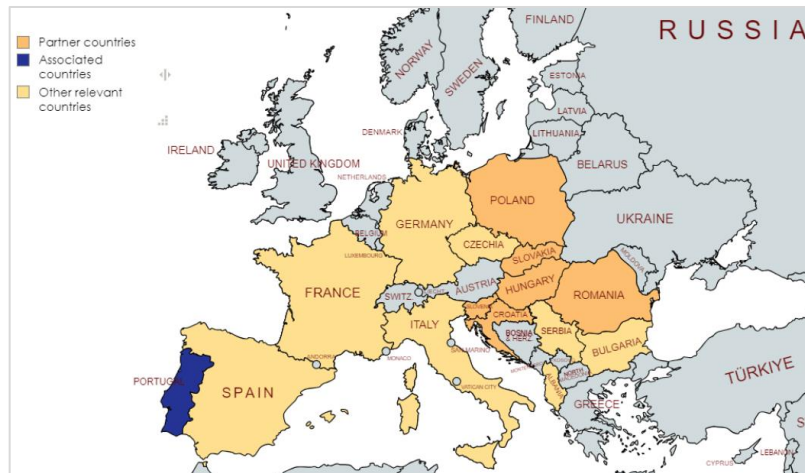 Partner countries
Associated
countries
Other relevant
countries
FINLAND
RUSSIA
NORWAY
SWEDEN
ESTONIA
LATVIA
DENMARK
LITHUANIA
IRELAND
UNITED KINGDOM
BELARUS
NETHERLANDS
POLAND
GERMANY
UKRAINE
BELGIUM
CZECHIA
LUXEMBOURG
SLOVAKIA
MOLDOVA
AUSTRIA
HUNGARY
FRANCE
SWITZ.
ROMANIA
CROATIA
ITALY
BOSNIA
& HERZ.
SERBIA
SAN MARINO
BULGARIA
ANDORRA
MONACO
PORTUGAL
SPAIN
VATICAN CITY
NORTH
ALBANIA
TÜRKIYE
GREECE
CYPRUS
LEBANON
S